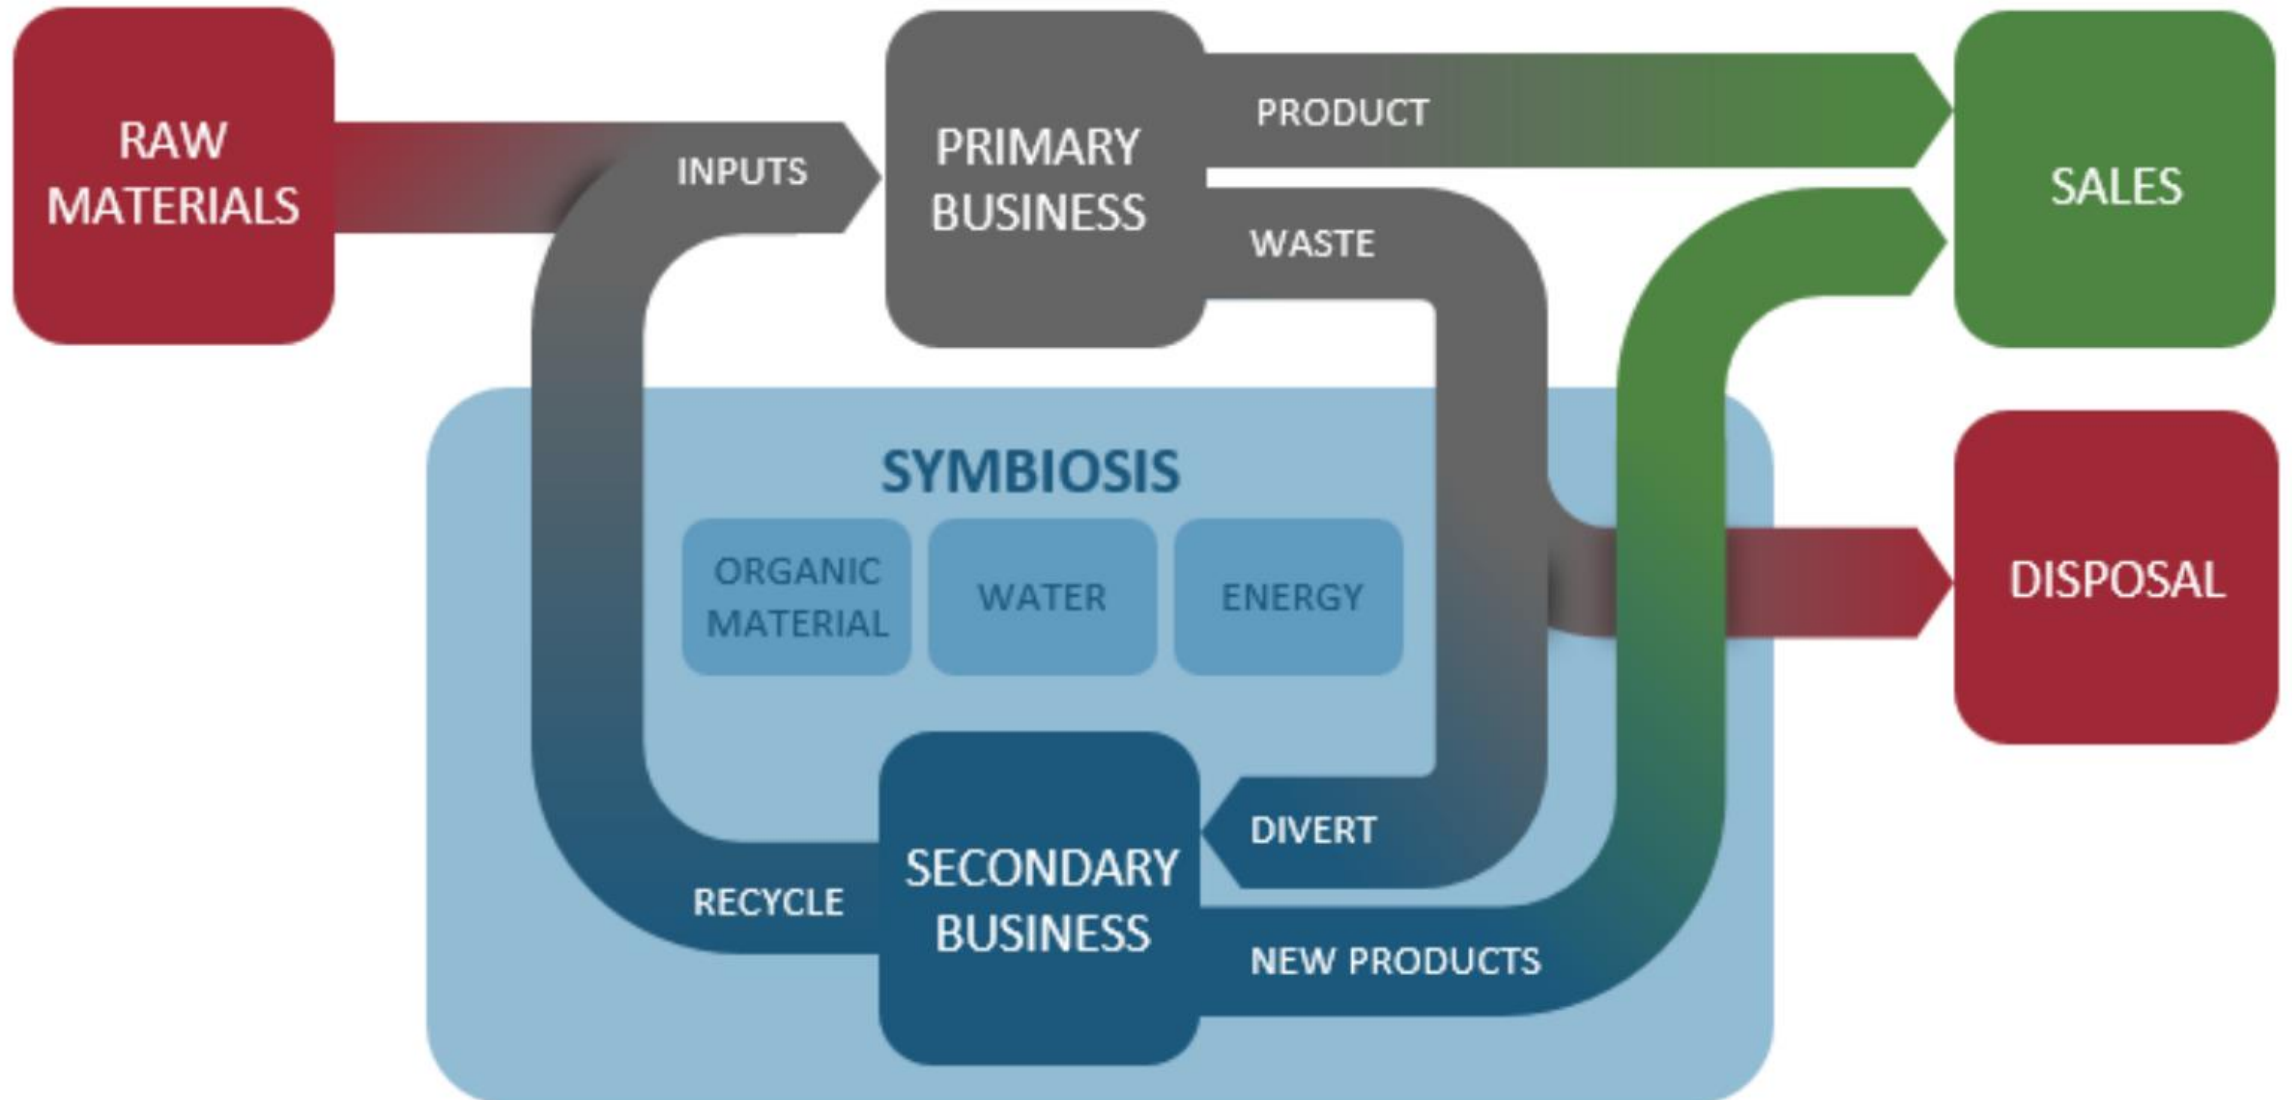 RAW
MATERIALS
INPUTS
PRIMARY
BUSINESS
PRODUCT
WASTE
SALES
SYMBIOSIS
ORGANIC
MATERIAL
WATER
ENERGY
DISPOSAL
DIVERT
RECYCLE
SECONDARY
BUSINESS
NEW PRODUCTS